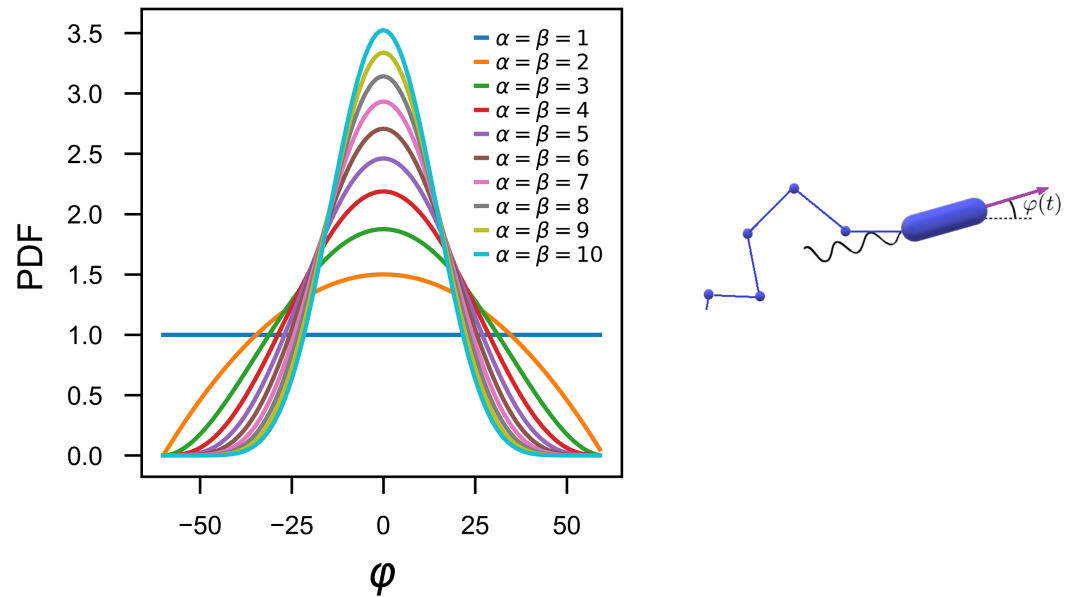 PDF
3.5
3.0
2.5
2.0
1.5
1.0
0.5
0.0
−50 −25 0 25 50
φ
α = β = 1
α = β = 2
α = β = 3
α = β = 4
α = β = 5
α = β = 6
α = β = 7
α = β = 8
α = β = 9
α = β = 10
φ(t)